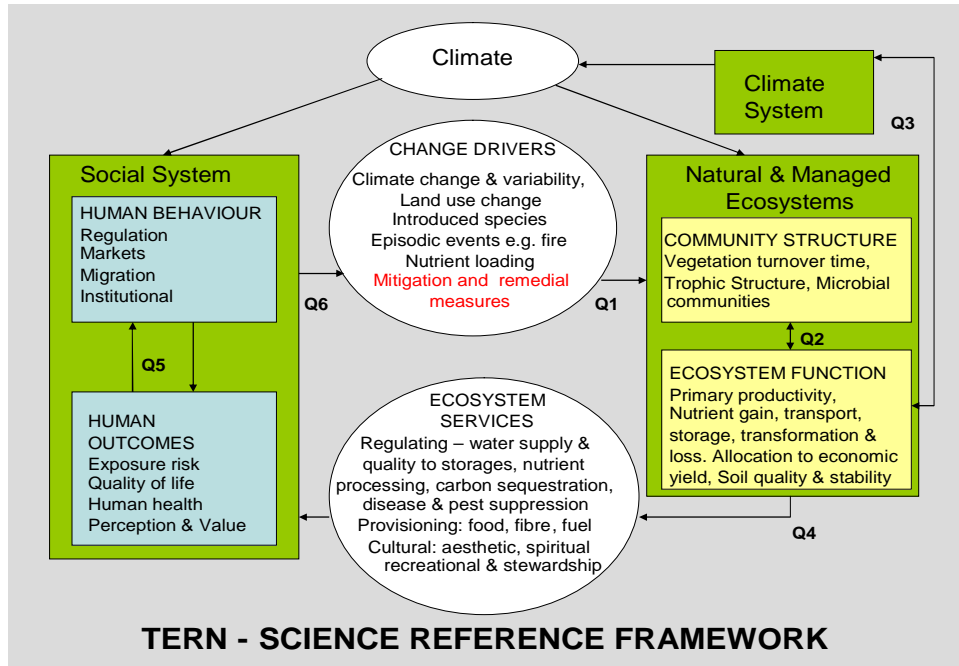 Climate
Climate
System
Q3
Social System
HUMAN BEHAVIOUR
Regulation
Markets
Migration
Institutional
Q5
HUMAN
OUTCOMES
Exposure risk
Quality of life
Human health
Perception & Value
Q6
CHANGE DRIVERS
Climate change & variability,
Land use change
Introduced species
Episodic events e.g. fire
Nutrient loading
Mitigation and remedial
measures
Q1
Natural & Managed
Ecosystems
COMMUNITY STRUCTURE
Vegetation turnover time,
Trophic Structure, Microbial
communities
Q2
ECOSYSTEM FUNCTION
Primary productivity,
Nutrient gain, transport,
storage, transformation &
loss. Allocation to economic
yield, Soil quality & stability
Q4
ECOSYSTEM
SERVICES
Regulating – water supply &
quality to storages, nutrient
processing, carbon sequestration,
disease & pest suppression
Provisioning: food, fibre, fuel
Cultural: aesthetic, spiritual
recreational & stewardship
TERN - SCIENCE REFERENCE FRAMEWORK